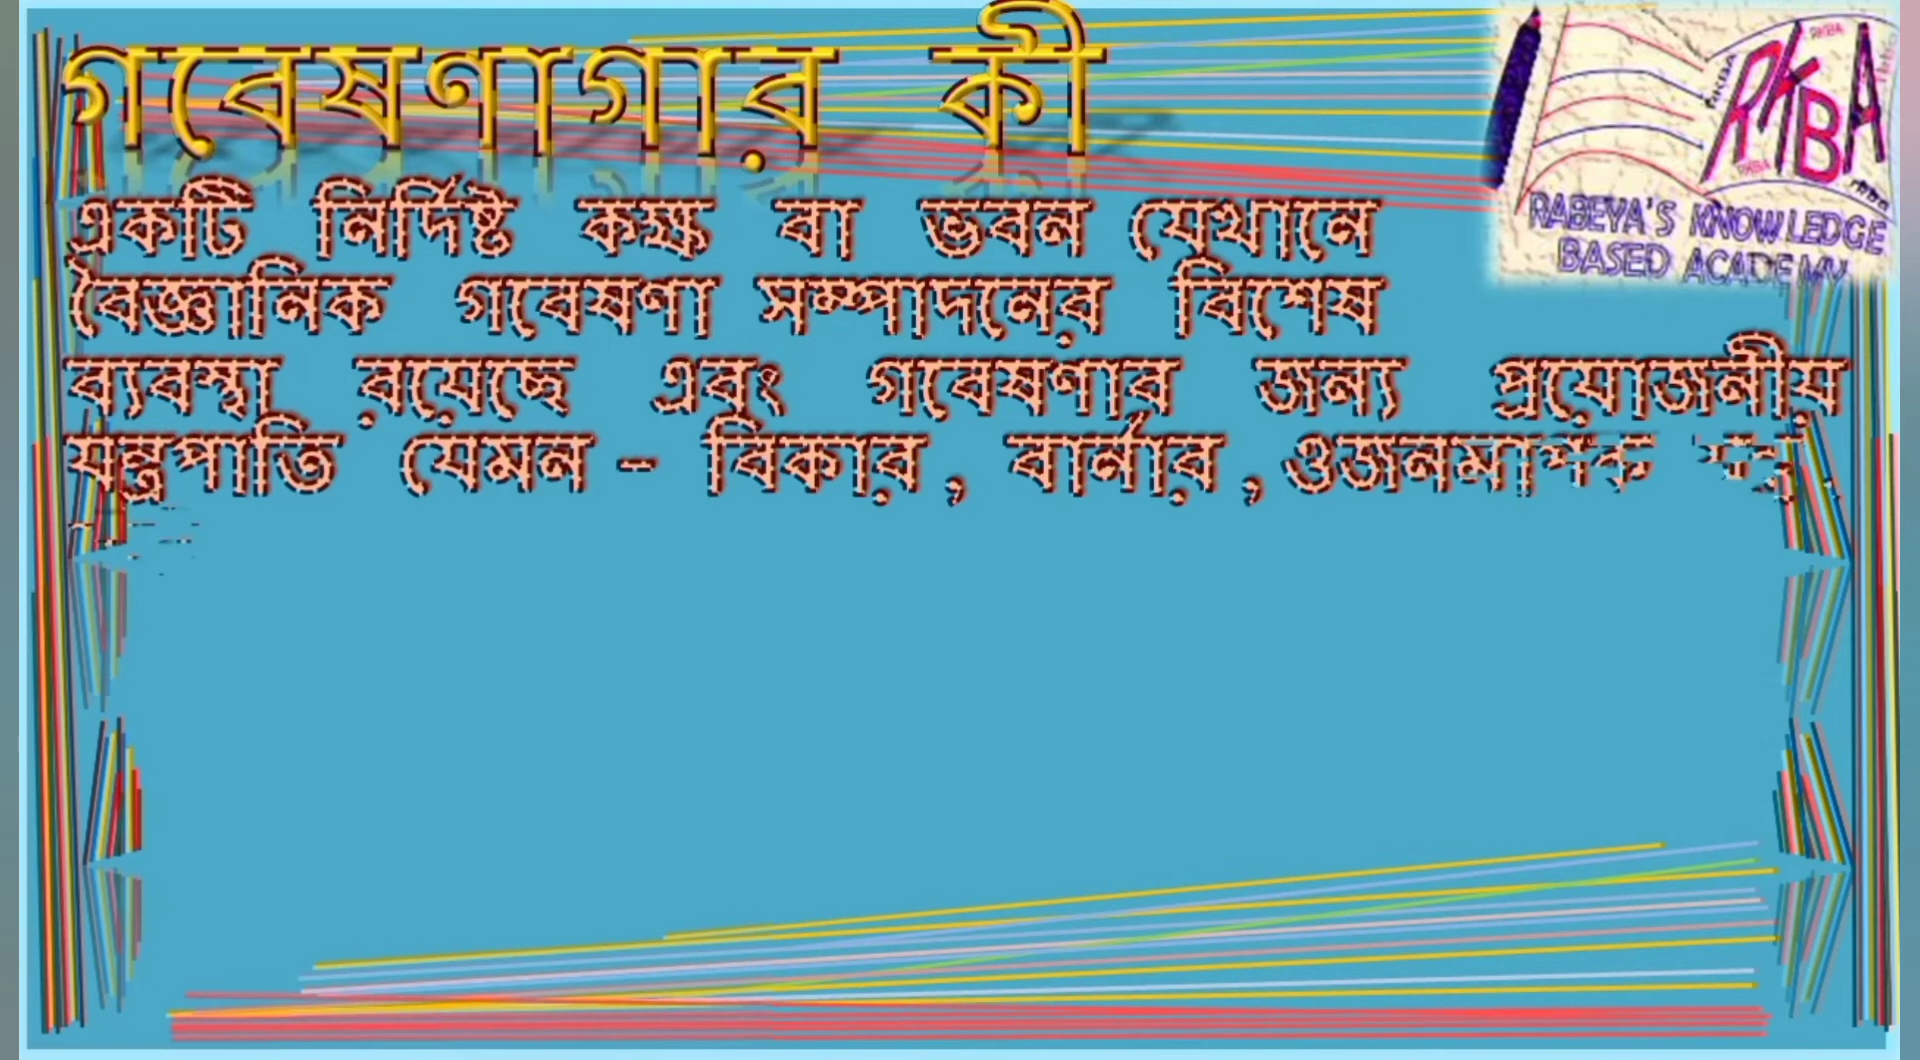 গবেষণাগার কী
একটি নির্দিষ্ট কক্ষ বা ভবন যেখানে
বৈজ্ঞানিক গবেষণা সম্পাদনের বিশেষ
ব্যবস্থা রয়েছে এবং গবেষণার জন্য প্রয়োজনীয়
যন্ত্রপাতি যেমন - বিকার, বার্নার, ওজনমাপক
RKBA
RABEYA'S KNOWLEDGE
BASED ACADEMY